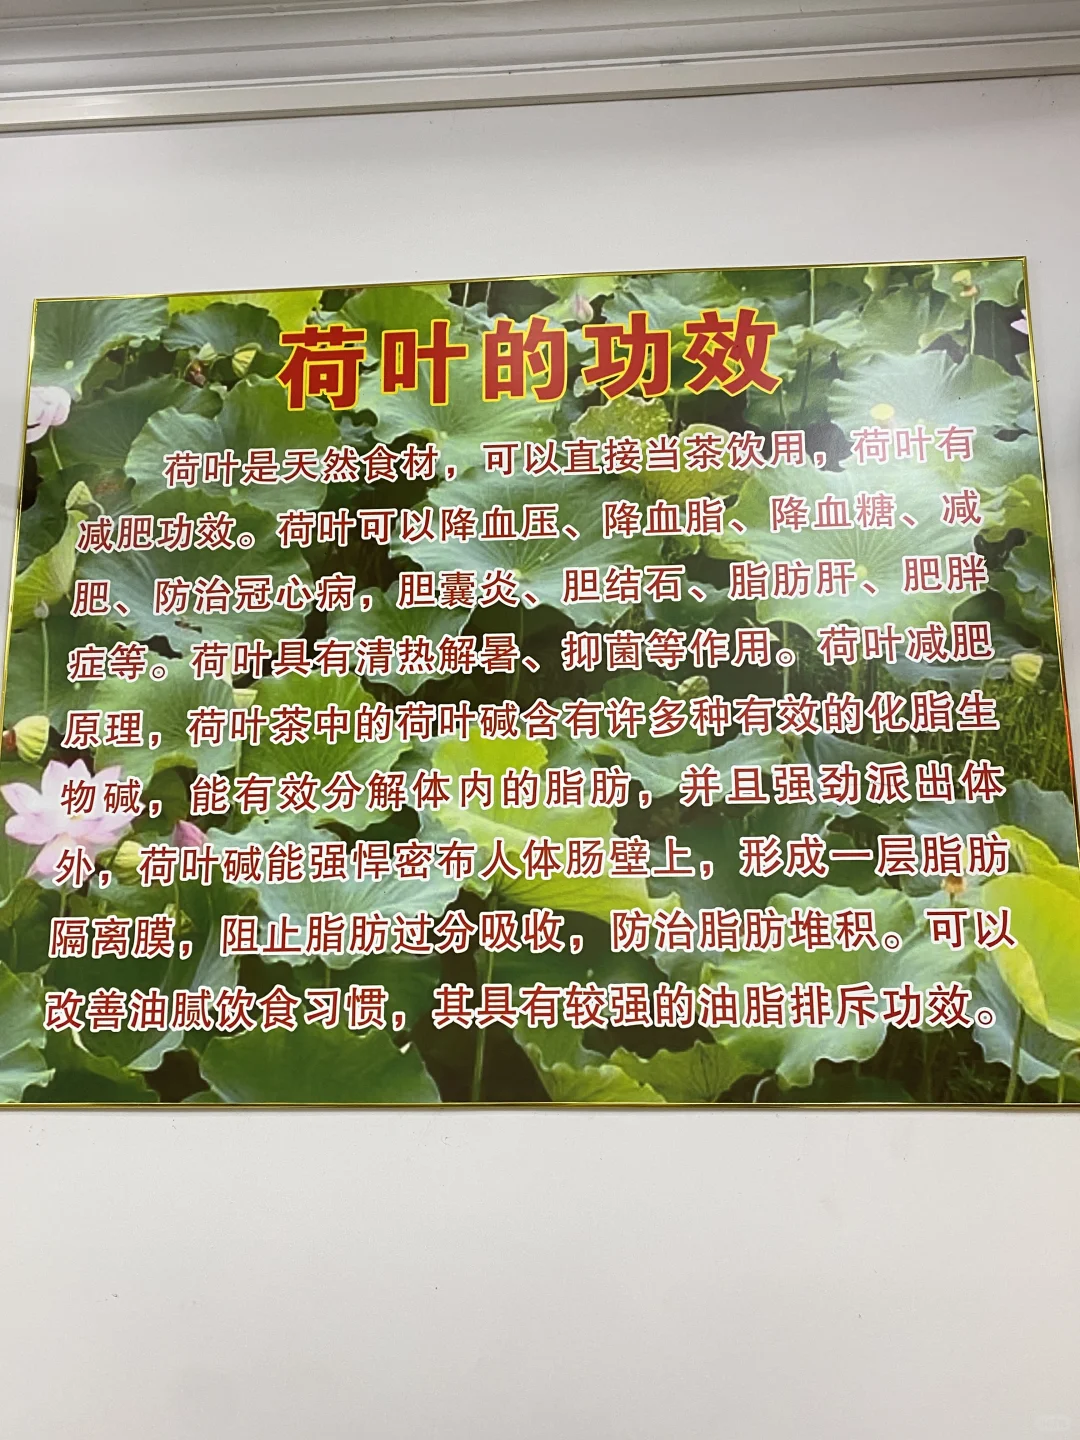 荷叶的功效
荷叶是天然食材，可以直接当茶饮用，荷叶有
减肥功效。荷叶可以降血压、降血脂、降血糖、减
肥、防治冠心病，胆囊炎、胆结石、脂肪肝、肥胖
症等。荷叶具有清热解暑、抑菌等作用。荷叶减肥
原理，荷叶茶中的荷叶碱含有许多种有效的化脂生
物碱，能有效分解体内的脂肪，并且强劲派出体
外，荷叶碱能强悍密布人体肠壁上，形成一层脂肪
隔离膜，阻止脂肪过分吸收，防治脂肪堆积。可以
改善油腻饮食习惯，其具有较强的油脂排斥功效。